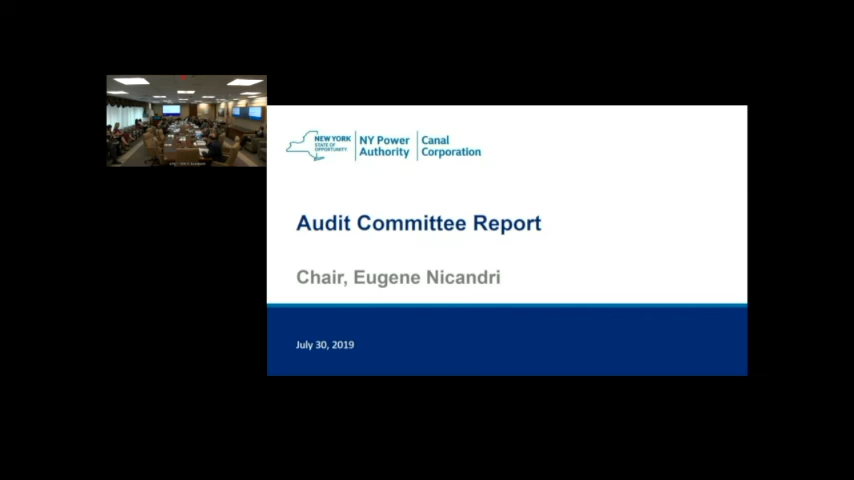 NEW YORK
STATE OF
OPPORTUNITY
NY Power
Authority
Canal
Corporation
Audit Committee Report
Chair, Eugene Nicandri
July 30, 2019